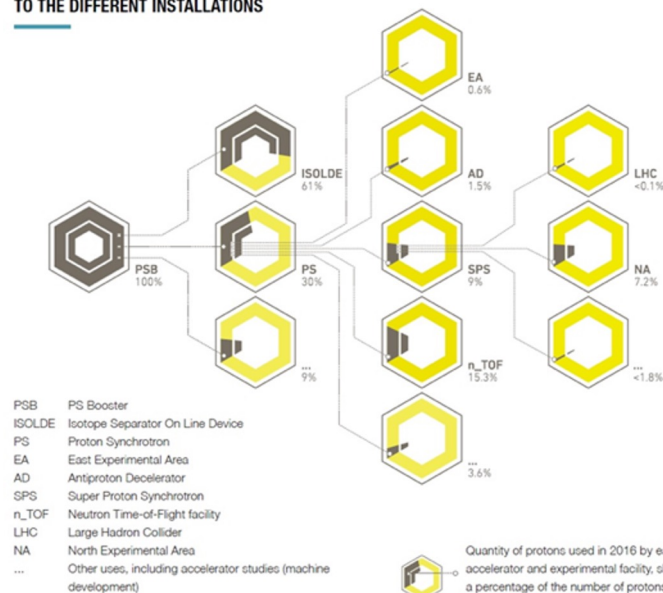 TO THE DIFFERENT INSTALLATIONS
EA
0.6%
ISOLDE
61%
AD
1.5%
LHC
<0.1%
PSB
100%
PS
30%
SPS
9%
NA
7.2%
...
9%
n_TOF
15.3%
...
<1.8%
...
3.6%
PSB PS Booster
ISOLDE Isotope Separator On Line Device
PS Proton Synchrotron
EA East Experimental Area
AD Antiproton Decelerator
SPS Super Proton Synchrotron
n_TOF Neutron Time-of-Flight facility
LHC Large Hadron Collider
NA North Experimental Area
... Other uses, including accelerator studies (machine
development)
Quantity of protons used in 2016 by
accelerator and experimental facility,
a percentage of the number of protons